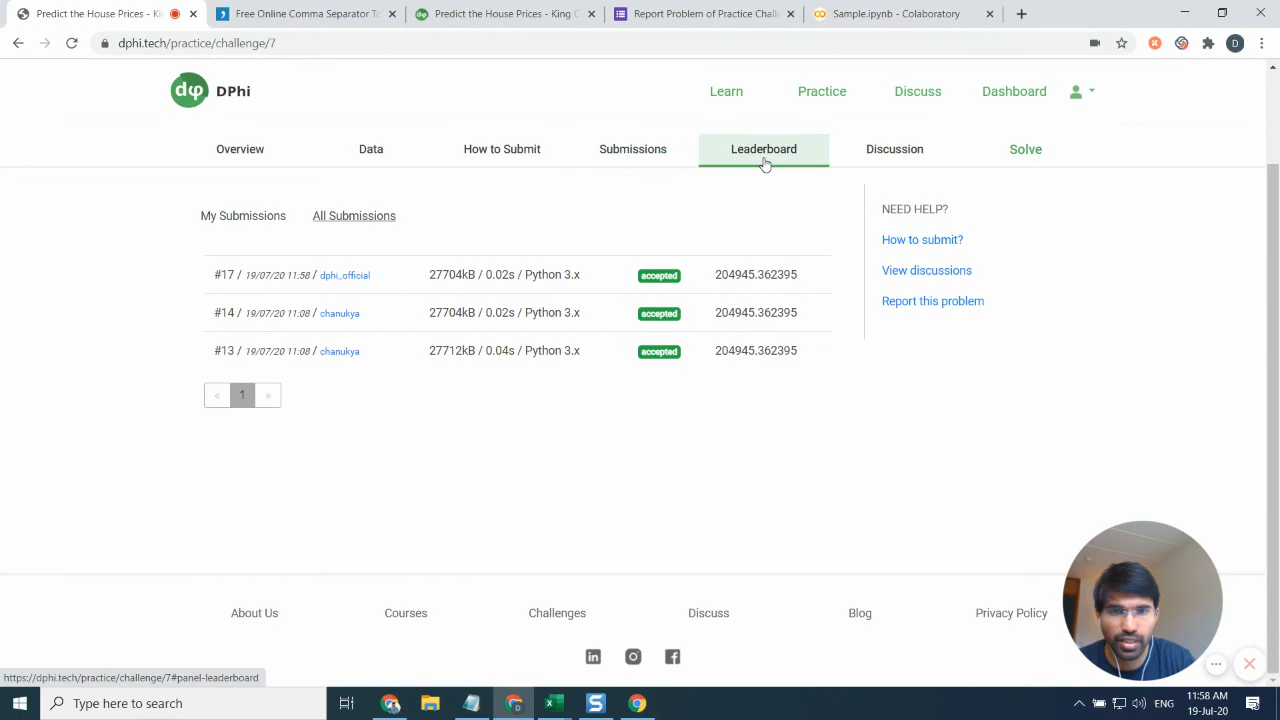 Predict the House Prices - Kin
Free Online Comma Separator To
Predict the House Prices - King C
Report Problem of Practice Chall
Sample.ipynb - Colaboratory
dphi.tech/practice/challenge/7
D
dφ DPhi
Learn Practice Discuss Dashboard
Overview Data How to Submit Submissions Leaderboard Discussion Solve
My Submissions All Submissions
#17 / 19/07/20 11:58 / dphi_official 27704kB / 0.02s / Python 3.x accepted 204945.362395
#14 / 19/07/20 11:08 / chanukya 27704kB / 0.02s / Python 3.x accepted 204945.362395
#13 / 19/07/20 11:08 / chanukya 27712kB / 0.04s / Python 3.x accepted 204945.362395
« 1 »
NEED HELP?
How to submit?
View discussions
Report this problem
About Us Courses Challenges Discuss Blog Privacy Policy
https://dphi.tech/practice/challenge/7#panel-leaderboard
Type here to search
ENG
11:58 AM
19-Jul-20